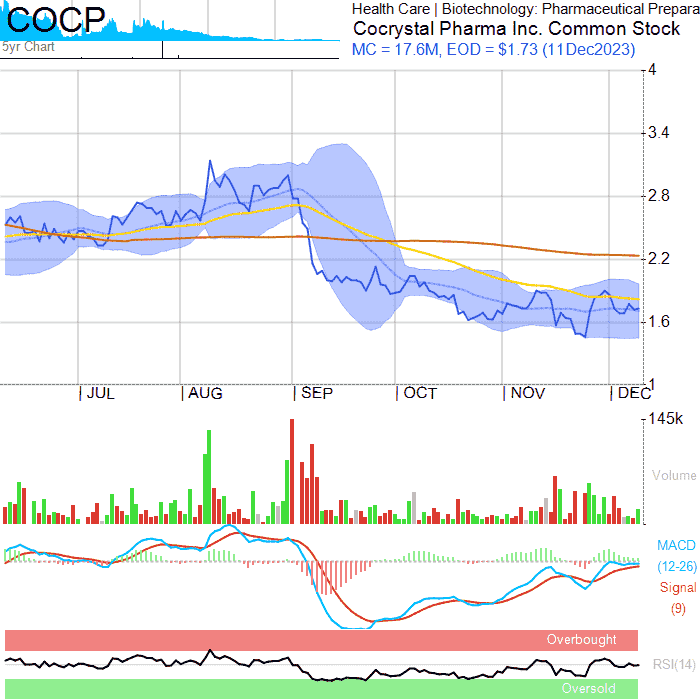 COCP
5yr Chart
Health Care | Biotechnology: Pharmaceutical Prepara
Cocrystal Pharma Inc. Common Stock
MC = 17.6M, EOD = $1.73 (11Dec2023)
4
3.4
2.8
2.2
1.6
1
| JUL
| AUG
| SEP
| OCT
| NOV
| DEC
145k
Volume
MACD
(12-26)
Signal
(9)
Overbought
RSI(14)
Oversold